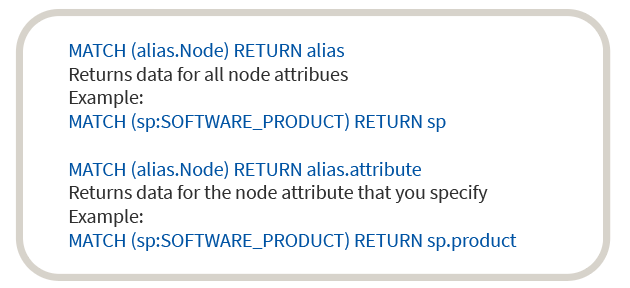 MATCH (alias.Node) RETURN alias
Returns data for all node attribues
Example:
MATCH (sp:SOFTWARE_PRODUCT) RETURN sp
MATCH (alias.Node) RETURN alias.attribute
Returns data for the node attribute that you specify
Example:
MATCH (sp:SOFTWARE_PRODUCT) RETURN sp.product